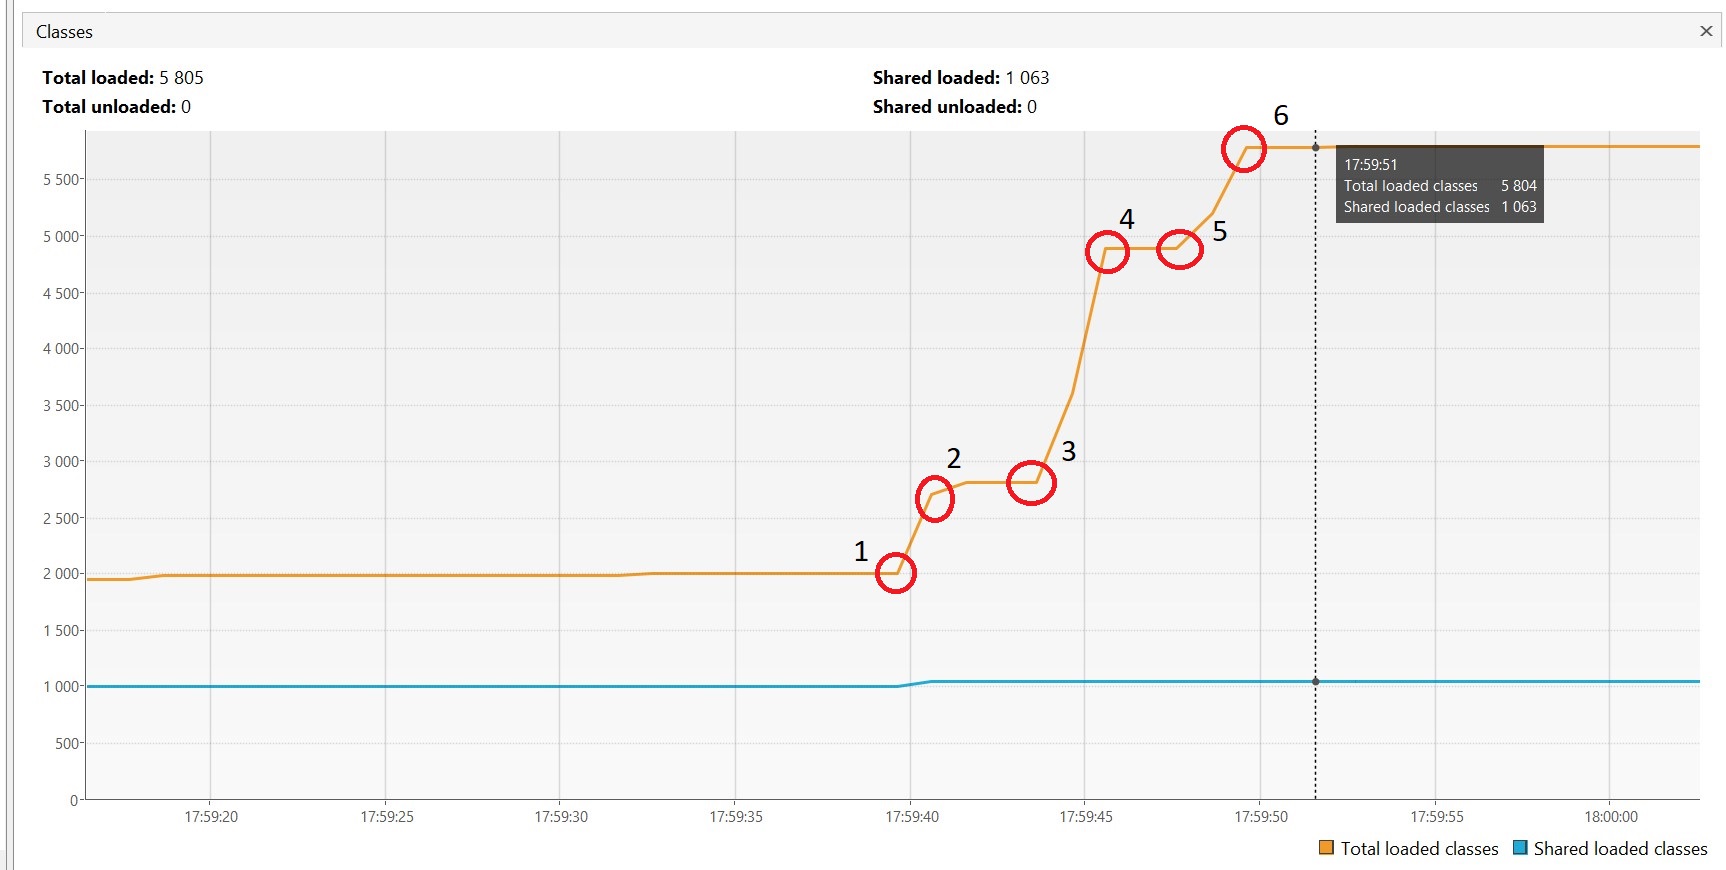 Classes
Total loaded: 5 805
Shared loaded: 1 063
Total unloaded: 0
Shared unloaded: 0
6
17:59:51
Total loaded classes 5 804
Shared loaded classes 1 063
5 500
4
5
5 000
4 500
4 000
3 500
3
2
3 000
2 500
1
2 000
1 500
1 000
500
0
17:59:20 17:59:25 17:59:30 17:59:35 17:59:40 17:59:45 17:59:50 17:59:55 18:00:00
Total loaded classes Shared loaded classes